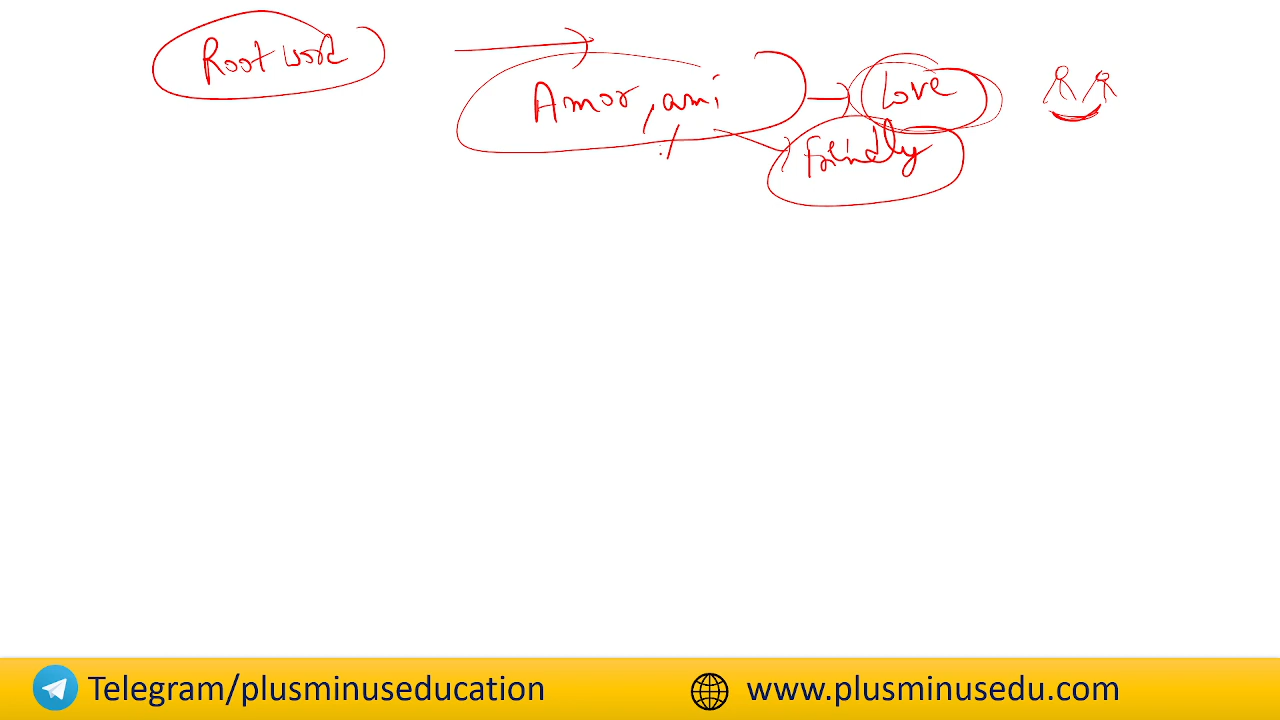 Root word
Amor, ami
Love
Friendly
Telegram/plusminuseducation
www.plusminusedu.com